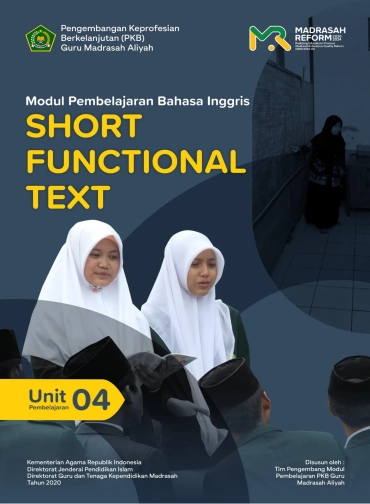 Pengembangan Keprofesian
Berkelanjutan (PKB)
Guru Madrasah Aliyah
MADRASAH
REFORM
Modul Pembelajaran Bahasa Inggris
SHORT
FUNCTIONAL
TEXT
Unit
Pembelajaran
04
Kementerian Agama Republik Indonesia
Direktorat Jenderal Pendidikan Islam
Direktorat Guru dan Tenaga Kependidikan Madrasah
Tahun 2020
Disusun oleh :
Tim Pengembang Modul
Pembelajaran PKB Guru
Madrasah Aliyah